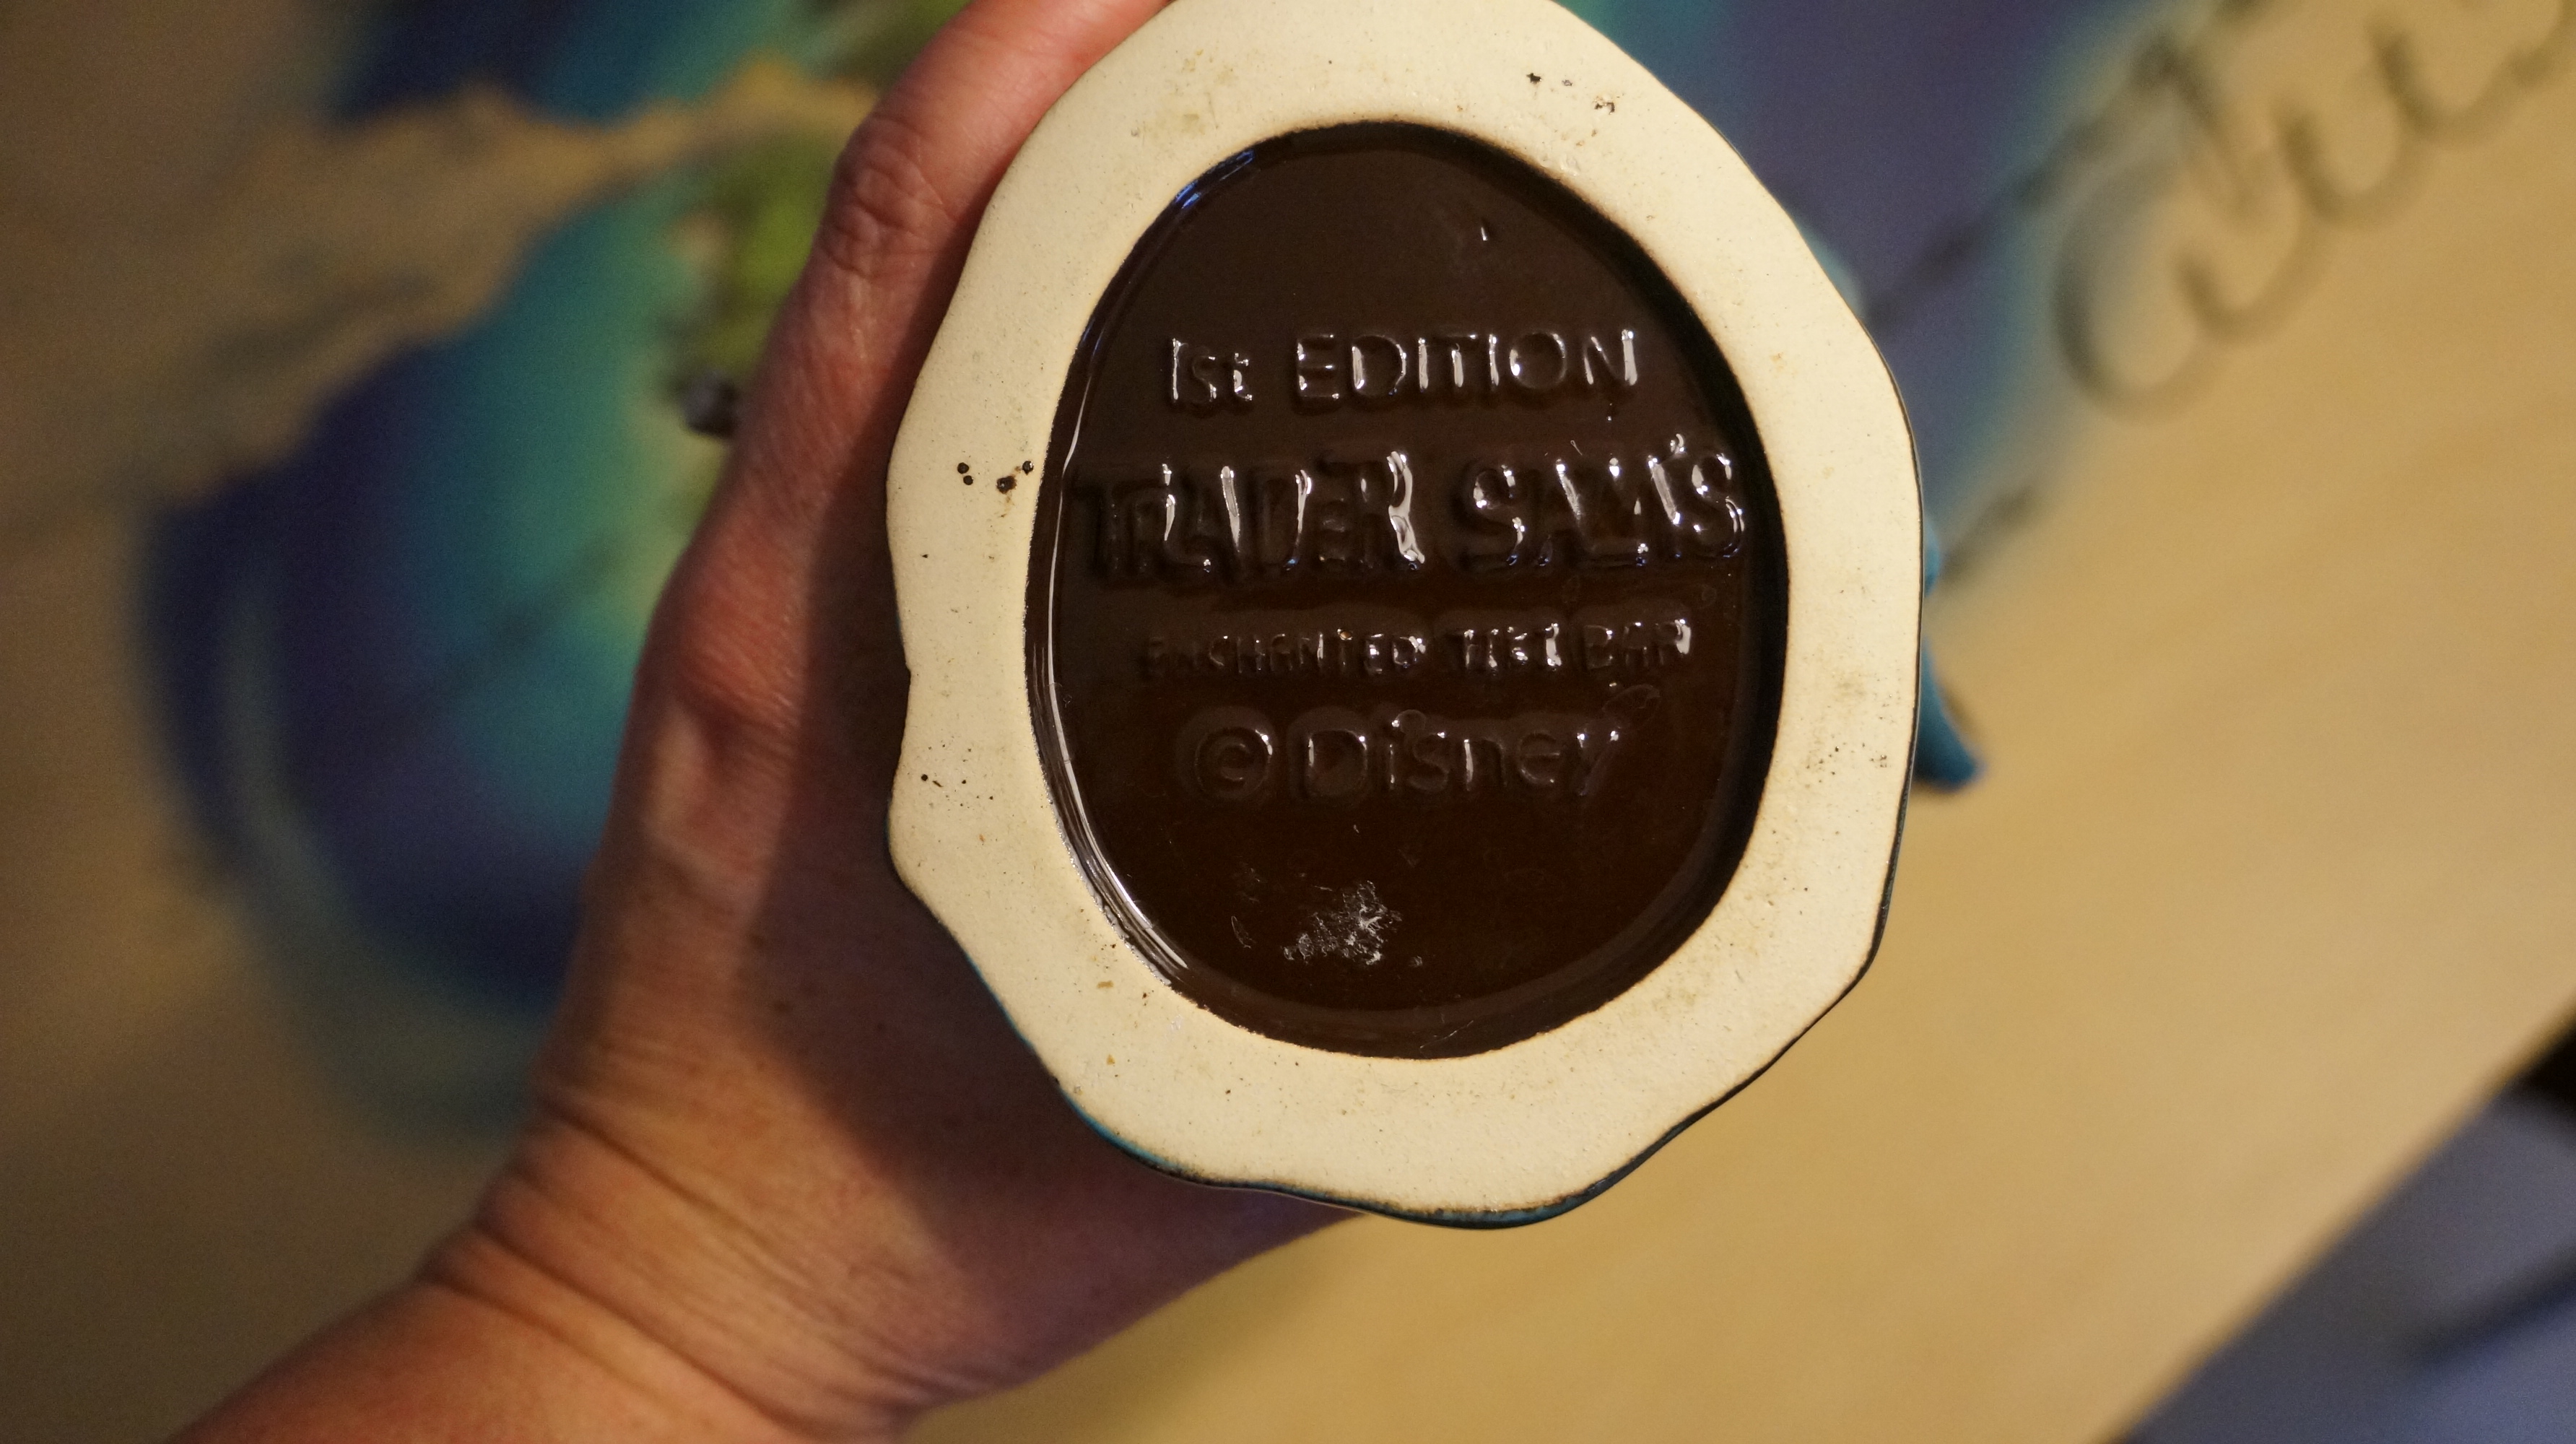 1st EDITION
TRADER SAM'S
ENCHANTED TIKI BAR
©Disney